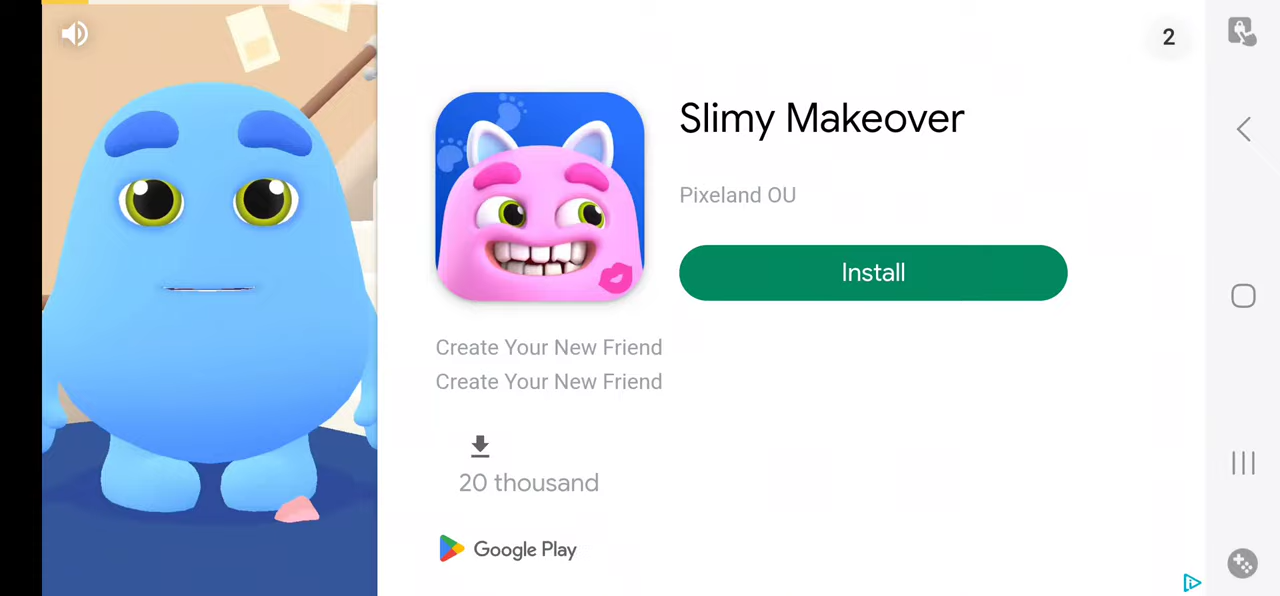 2
Slimy Makeover
Pixeland OU
Install
Create Your New Friend
Create Your New Friend
20 thousand
Google Play